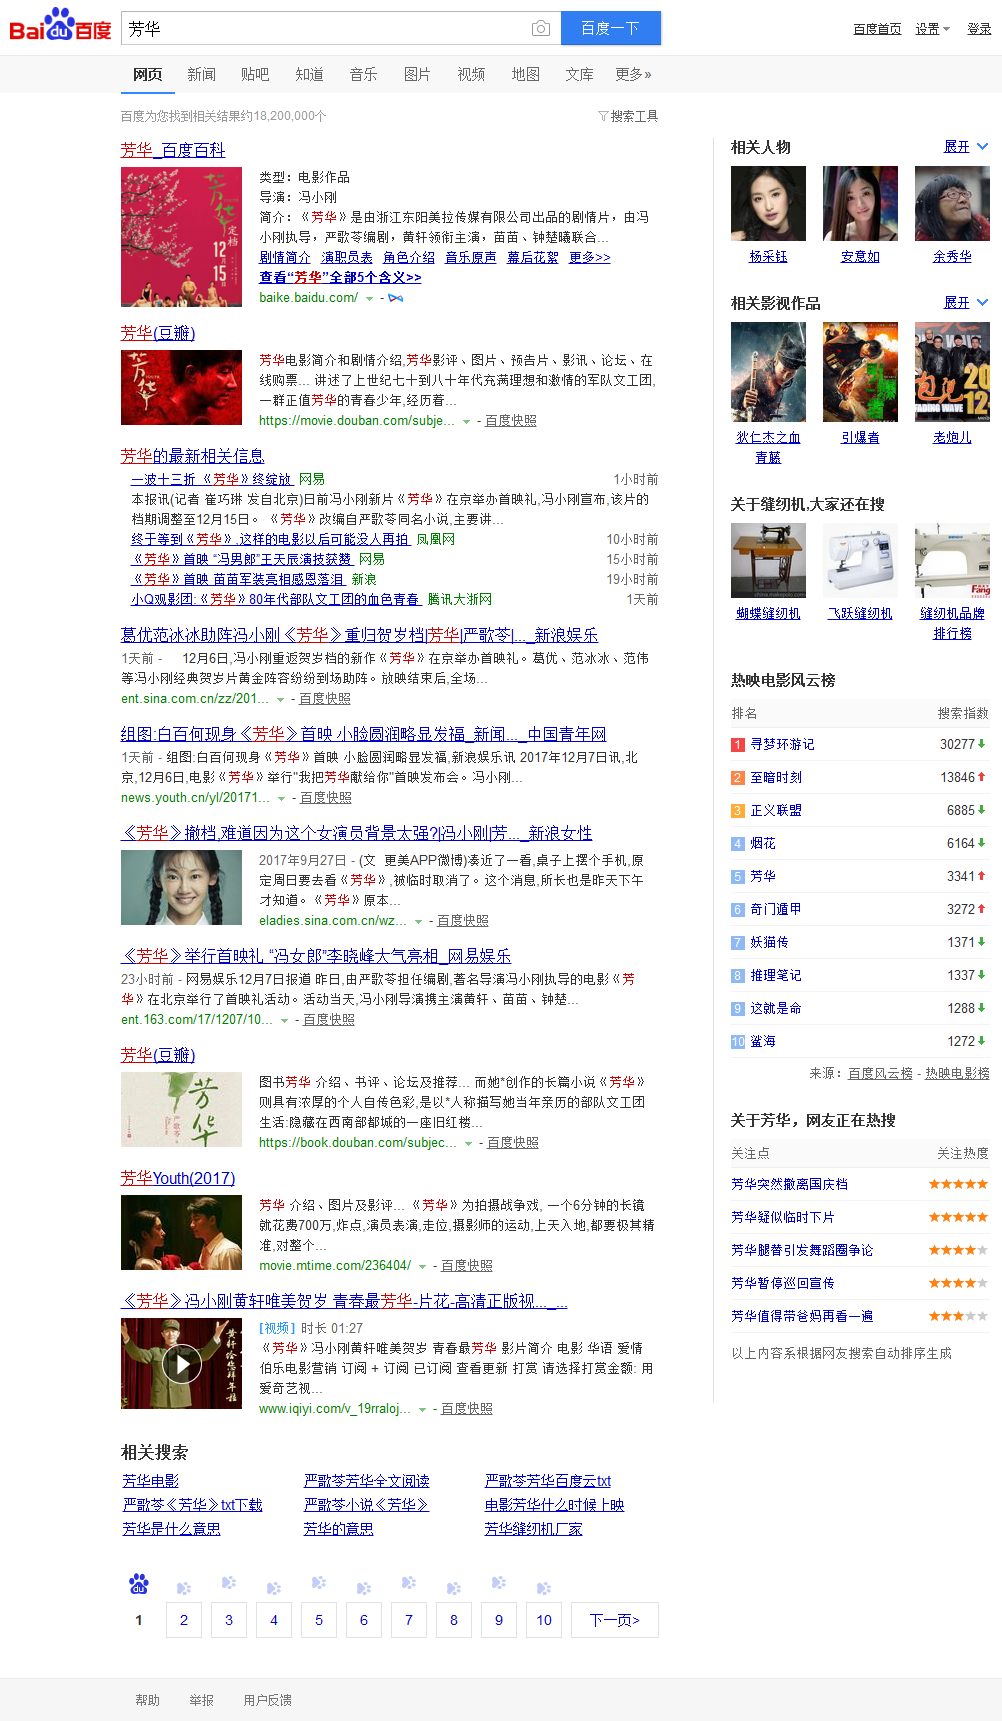 Bai du 百度
芳华
百度一下
百度首页 设置 登录
网页 新闻 贴吧 知道 音乐 图片 视频 地图 文库 更多»
百度为您找到相关结果约18,200,000个
搜索工具
芳华_百度百科
芳华
定档
12月15日
类型：电影作品
导演：冯小刚
简介：《芳华》是由浙江东阳美拉传媒有限公司出品的剧情片，由冯
小刚执导，严歌苓编剧，黄轩领衔主演，苗苗、钟楚曦联合...
剧情简介 演职员表 角色介绍 音乐原声 幕后花絮 更多>>
查看“芳华”全部5个含义>>
baike.baidu.com/ -
芳华(豆瓣)
芳华
芳华电影简介和剧情介绍,芳华影评、图片、预告片、影讯、论坛、在
线购票... 讲述了上世纪七十到八十年代充满理想和激情的军队文工团,
一群正值芳华的青春少年,经历着...
https://movie.douban.com/subje... - 百度快照
芳华的最新相关信息
一波十三折 《芳华》终绽放 网易 1小时前
本报讯(记者 崔巧琳 发自北京)日前冯小刚新片《芳华》在京举办首映礼,冯小刚宣布,该片的
档期调整至12月15日。《芳华》改编自严歌苓同名小说,主要讲...
终于等到《芳华》,这样的电影以后可能没人再拍 凤凰网 10小时前
《芳华》首映 “冯男郎”王天辰演技获赞 网易 15小时前
《芳华》首映 苗苗军装亮相感恩落泪 新浪 19小时前
小Q观影团:《芳华》80年代部队文工团的血色青春 腾讯大浙网 1天前
葛优范冰冰助阵冯小刚《芳华》重归贺岁档|芳华|严歌苓|..._新浪娱乐
1天前 - 12月6日,冯小刚重返贺岁档的新作《芳华》在京举办首映礼。葛优、范冰冰、范伟
等冯小刚经典贺岁片黄金阵容纷纷到场助阵。放映结束后,全场...
ent.sina.com.cn/zz/201... - 百度快照
组图:白百何现身《芳华》首映 小脸圆润略显发福_新闻..._中国青年网
1天前 - 组图:白百何现身《芳华》首映 小脸圆润略显发福,新浪娱乐讯 2017年12月7日讯,北
京,12月6日,电影《芳华》举行"我把芳华献给你"首映发布会。冯小刚...
news.youth.cn/yl/20171... - 百度快照
《芳华》撤档,难道因为这个女演员背景太强?|冯小刚|芳..._新浪女性
2017年9月27日 - (文 更美APP微博)凑近了一看,桌子上摆个手机,原
定周日要去看《芳华》,被临时取消了。这个消息,所长也是昨天下午
才知道。《芳华》原本...
eladies.sina.com.cn/wz... - 百度快照
《芳华》举行首映礼 “冯女郎”李晓峰大气亮相_网易娱乐
23小时前 - 网易娱乐12月7日报道 昨日,由严歌苓担任编剧,著名导演冯小刚执导的电影《芳
华》在北京举行了首映礼活动。活动当天,冯小刚导演携主演黄轩、苗苗、钟楚...
ent.163.com/17/1207/10... - 百度快照
芳华(豆瓣)
芳华
严歌苓
图书芳华 介绍、书评、论坛及推荐... 而她*创作的长篇小说《芳华》
则具有浓厚的个人自传色彩,是以*人称描写她当年亲历的部队文工团
生活:隐藏在西南部都城的一座旧红楼...
https://book.douban.com/subjec... - 百度快照
芳华Youth(2017)
芳华 介绍、图片及影评... 《芳华》为拍摄战争戏, 一个6分钟的长镜
就花费700万,炸点,演员表演,走位,摄影师的运动,上天入地,都要极其精
准,对整个...
movie.mtime.com/236404/ - 百度快照
《芳华》冯小刚黄轩唯美贺岁 青春最芳华-片花-高清正版视..._...
黄轩给您拜年啦
[视频] 时长 01:27
《芳华》冯小刚黄轩唯美贺岁 青春最芳华 影片简介 电影 华语 爱情
伯乐电影营销 订阅 + 订阅 已订阅 查看更新 打赏 请选择打赏金额: 用
爱奇艺视...
www.iqiyi.com/v_19rraloj... - 百度快照
相关搜索
芳华电影 严歌苓芳华全文阅读 严歌苓芳华百度云txt
严歌苓《芳华》txt下载 严歌苓小说《芳华》 电影芳华什么时候上映
芳华是什么意思 芳华的意思 芳华缝纫机厂家
du
1 2 3 4 5 6 7 8 9 10 下一页>
帮助 举报 用户反馈
相关人物 展开
杨采钰 安意如 余秀华
相关影视作品 展开
引爆者
炮儿
20
FADING WAVE 12
狄仁杰之血 引爆者 老炮儿
青藤
关于缝纫机,大家还在搜
Fang
蝴蝶缝纫机 飞跃缝纫机 缝纫机品牌
排行榜
热映电影风云榜
排名 搜索指数
1 寻梦环游记 30277
2 至暗时刻 13846
3 正义联盟 6885
4 烟花 6164
5 芳华 3341
6 奇门遁甲 3272
7 妖猫传 1371
8 推理笔记 1337
9 这就是命 1288
10 鲨海 1272
来源：百度风云榜 - 热映电影榜
关于芳华，网友正在热搜
关注点 关注热度
芳华突然撤离国庆档
芳华疑似临时下片
芳华腿替引发舞蹈圈争论
芳华暂停巡回宣传
芳华值得带爸妈再看一遍
以上内容系根据网友搜索自动排序生成